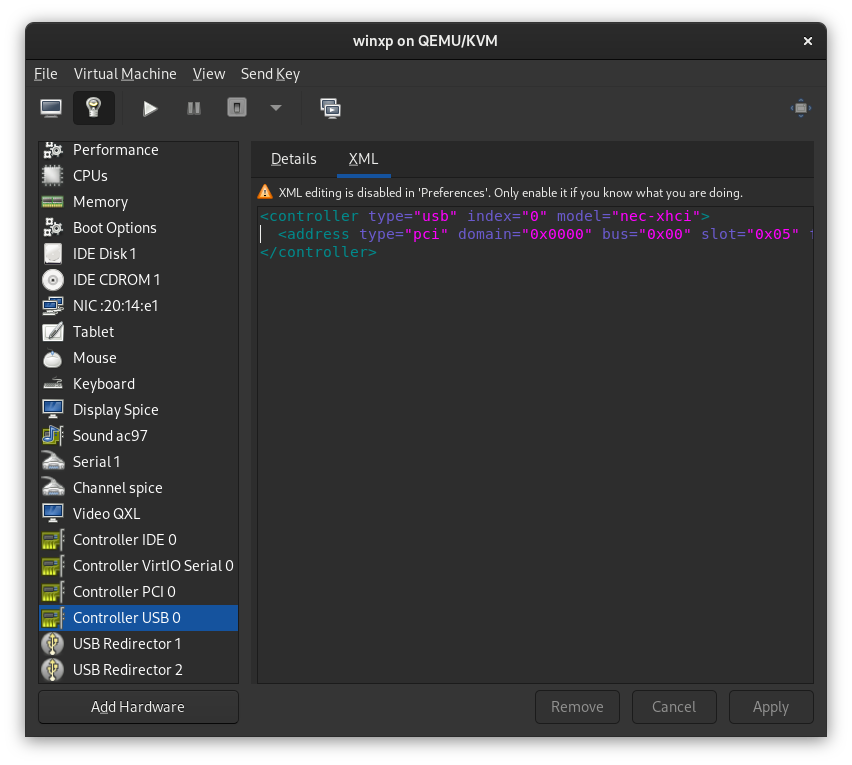 winxp on QEMU/KVM
File Virtual Machine View Send Key
Performance
CPUs
Memory
Boot Options
IDE Disk 1
IDE CDROM 1
NIC :20:14:e1
Tablet
Mouse
Keyboard
Display Spice
Sound ac97
Serial 1
Channel spice
Video QXL
Controller IDE 0
Controller VirtIO Serial 0
Controller PCI 0
Controller USB 0
USB Redirector 1
USB Redirector 2
Add Hardware
Details XML
XML editing is disabled in 'Preferences'. Only enable it if you know what you are doing.
<controller type="usb" index="0" model="nec-xhci">
<address type="pci" domain="0x0000" bus="0x00" slot="0x05"
</controller>
Remove Cancel Apply